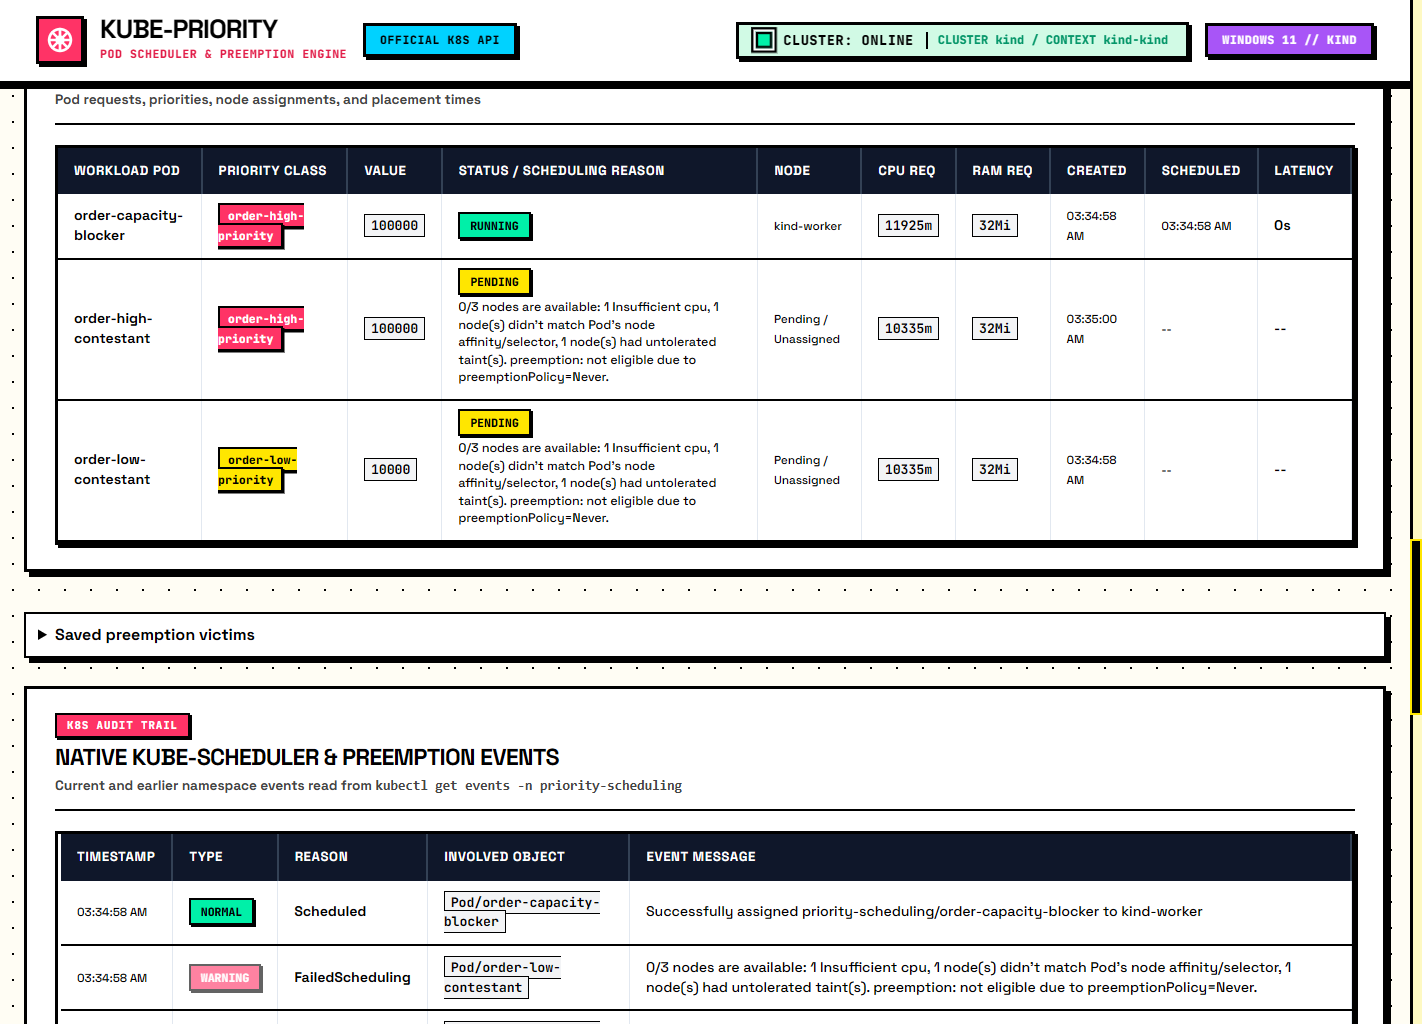 KUBE-PRIORITY
POD SCHEDULER & PREEMPTION ENGINE
OFFICIAL K8S API
CLUSTER: ONLINE
CLUSTER kind / CONTEXT kind-kind
WINDOWS 11 // KIND
Pod requests, priorities, node assignments, and placement times
WORKLOAD POD PRIORITY CLASS VALUE STATUS / SCHEDULING REASON NODE CPU REQ RAM REQ CREATED SCHEDULED LATENCY
order-capacity-
blocker
order-high-
priority
100000
RUNNING
kind-worker
11925m
32Mi
03:34:58
AM
03:34:58 AM
0s
order-high-
contestant
order-high-
priority
100000
PENDING
0/3 nodes are available: 1 Insufficient cpu, 1
node(s) didn't match Pod's node
affinity/selector, 1 node(s) had untolerated
taint(s). preemption: not eligible due to
preemptionPolicy=Never.
Pending /
Unassigned
10335m
32Mi
03:35:00
AM
--
--
order-low-
contestant
order-low-
priority
10000
PENDING
0/3 nodes are available: 1 Insufficient cpu, 1
node(s) didn't match Pod's node
affinity/selector, 1 node(s) had untolerated
taint(s). preemption: not eligible due to
preemptionPolicy=Never.
Pending /
Unassigned
10335m
32Mi
03:34:58
AM
--
--
Saved preemption victims
K8S AUDIT TRAIL
NATIVE KUBE-SCHEDULER & PREEMPTION EVENTS
Current and earlier namespace events read from kubectl get events -n priority-scheduling
TIMESTAMP TYPE REASON INVOLVED OBJECT EVENT MESSAGE
03:34:58 AM
NORMAL
Scheduled
Pod/order-capacity-
blocker
Successfully assigned priority-scheduling/order-capacity-blocker to kind-worker
03:34:58 AM
WARNING
FailedScheduling
Pod/order-low-
contestant
0/3 nodes are available: 1 Insufficient cpu, 1 node(s) didn't match Pod's node affinity/selector, 1
node(s) had untolerated taint(s). preemption: not eligible due to preemptionPolicy=Never.